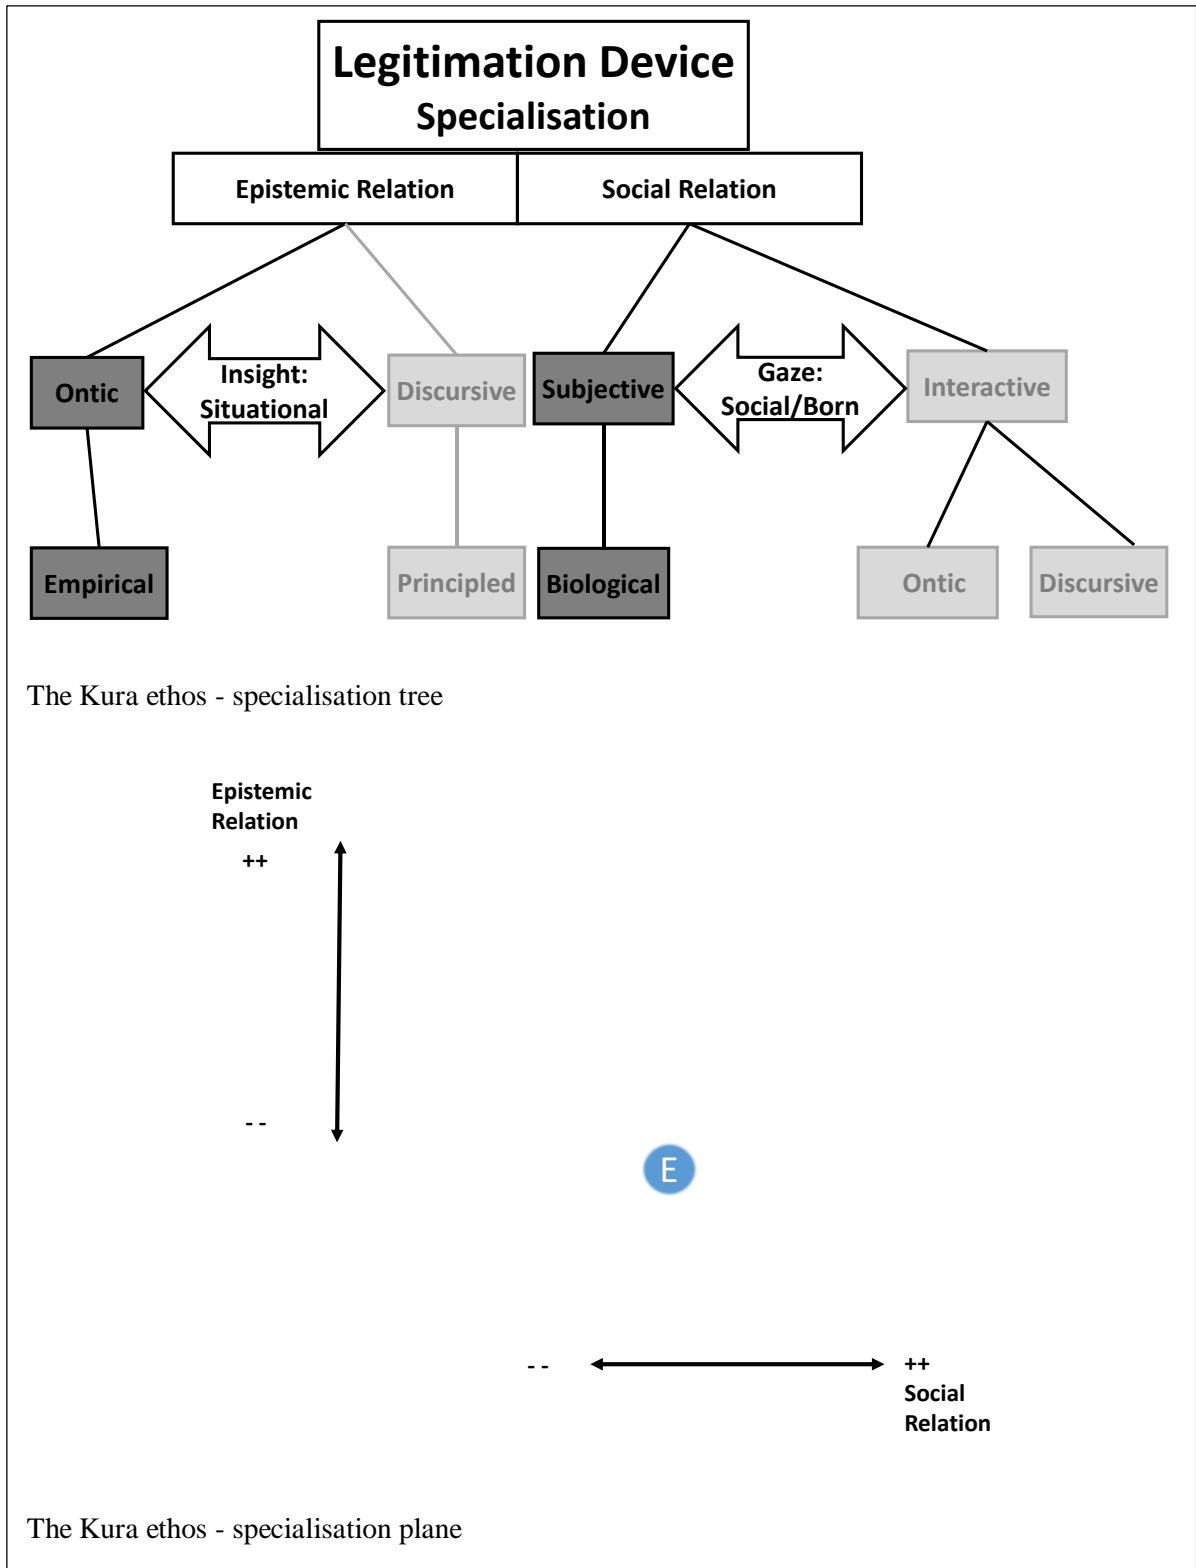 Legitimation Device
Specialisation
Epistemic Relation
Social Relation
Ontic
Insight:
Situational
Discursive
Subjective
Gaze:
Social/Born
Interactive
Empirical
Principled
Biological
Ontic
Discursive
The Kura ethos - specialisation tree
Epistemic
Relation
++
- -
E
- -
++
Social
Relation
The Kura ethos - specialisation plane